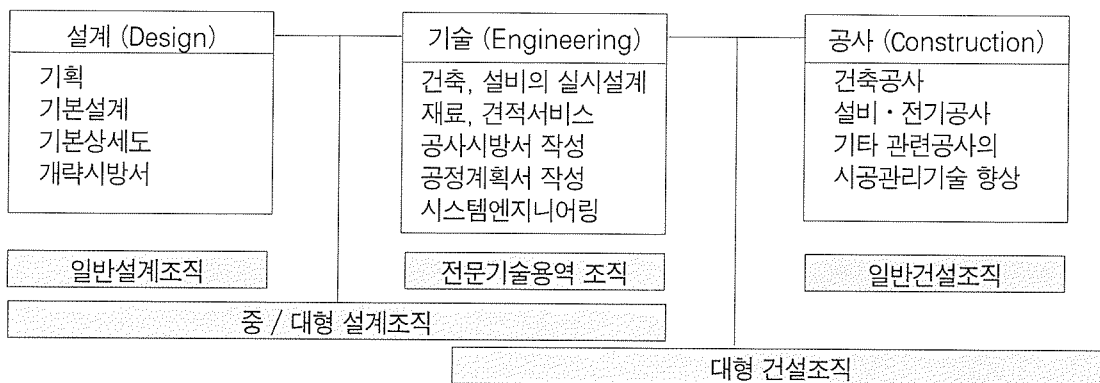 설계 (Design)
기획
기본설계
기본상세도
개략시방서
기술 (Engineering)
건축, 설비의 실시설계
재료, 견적서비스
공사시방서 작성
공정계획서 작성
시스템엔지니어링
공사 (Construction)
건축공사
설비・전기공사
기타 관련공사의
시공관리기술 향상
일반설계조직
전문기술용역 조직
일반건설조직
중 / 대형 설계조직
대형 건설조직